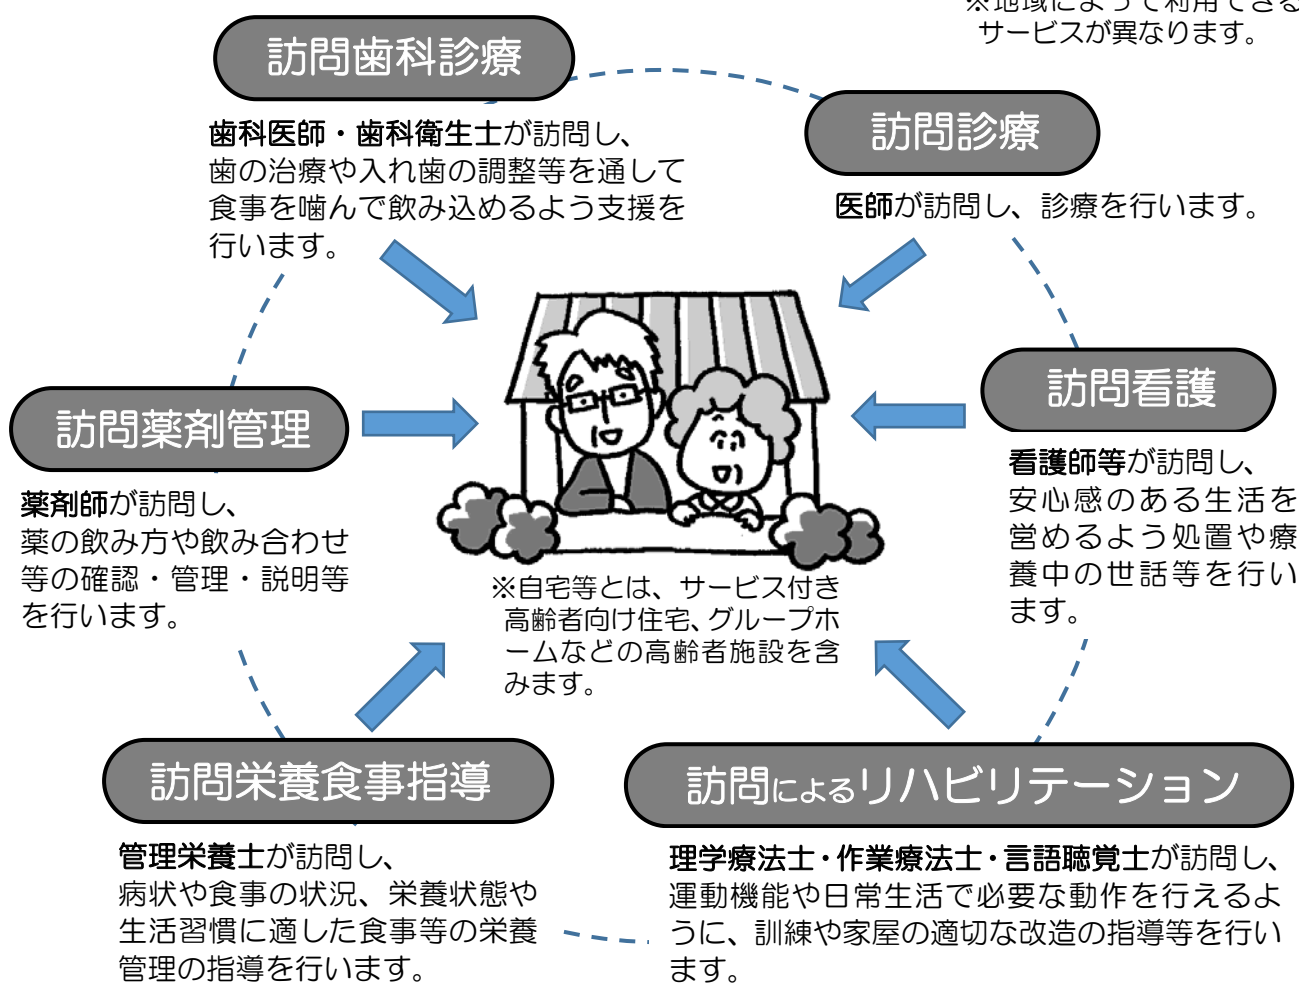 ※地域によって利用できる
サービスが異なります。
訪問歯科診療
歯科医師・歯科衛生士が訪問し、
歯の治療や入れ歯の調整等を通して
食事を噛んで飲み込めるよう支援を
行います。
訪問診療
医師が訪問し、診療を行います。
訪問薬剤管理
薬剤師が訪問し、
薬の飲み方や飲み合わせ
等の確認・管理・説明等
を行います。
訪問看護
看護師等が訪問し、
安心感のある生活を
営めるよう処置や療
養中の世話等を行い
ます。
※自宅等とは、サービス付き
高齢者向け住宅、グループホ
ームなどの高齢者施設を含
みます。
訪問栄養食事指導
管理栄養士が訪問し、
病状や食事の状況、栄養状態や
生活習慣に適した食事等の栄養
管理の指導を行います。
訪問によるリハビリテーション
理学療法士・作業療法士・言語聴覚士が訪問し、
運動機能や日常生活で必要な動作を行えるよ
うに、訓練や家屋の適切な改造の指導等を行い
ます。